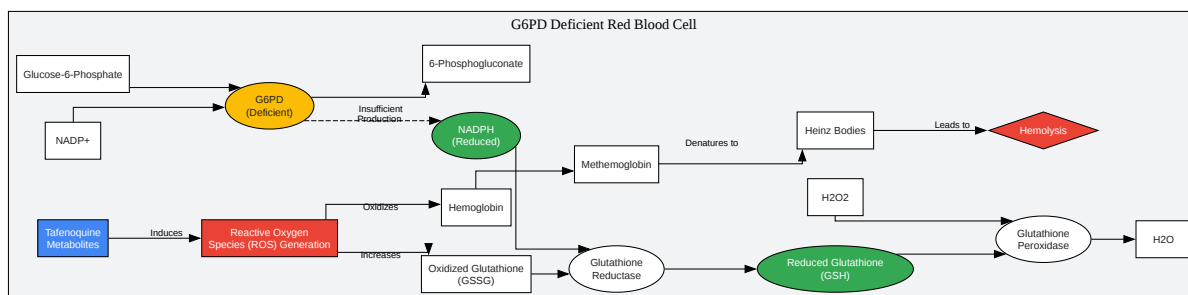 G6PD Deficient Red Blood Cell
Glucose-6-Phosphate
6-Phosphogluconate
G6PD
(Deficient)
Insufficient
Production
NADP+
NADPH
(Reduced)
Heinz Bodies
Leads to
Hemolysis
Denatures to
Methemoglobin
H2O2
Oxidizes
Hemoglobin
Tafenoquine
Metabolites
Induces
Reactive Oxygen
Species (ROS) Generation
Increases
Oxidized Glutathione
(GSSG)
Glutathione
Reductase
Reduced Glutathione
(GSH)
Glutathione
Peroxidase
H2O